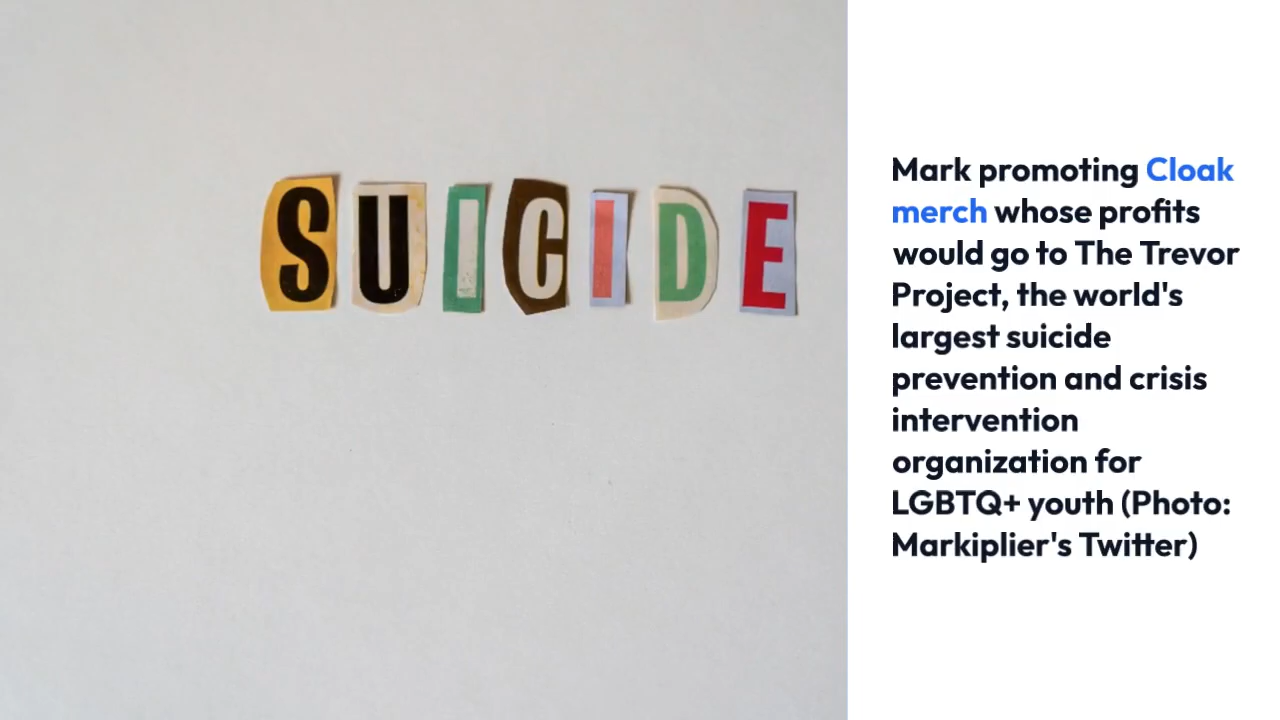 SUICIDE
Mark promoting Cloak
merch whose profits
would go to The Trevor
Project, the world's
largest suicide
prevention and crisis
intervention
organization for
LGBTQ+ youth (Photo:
Markiplier's Twitter)